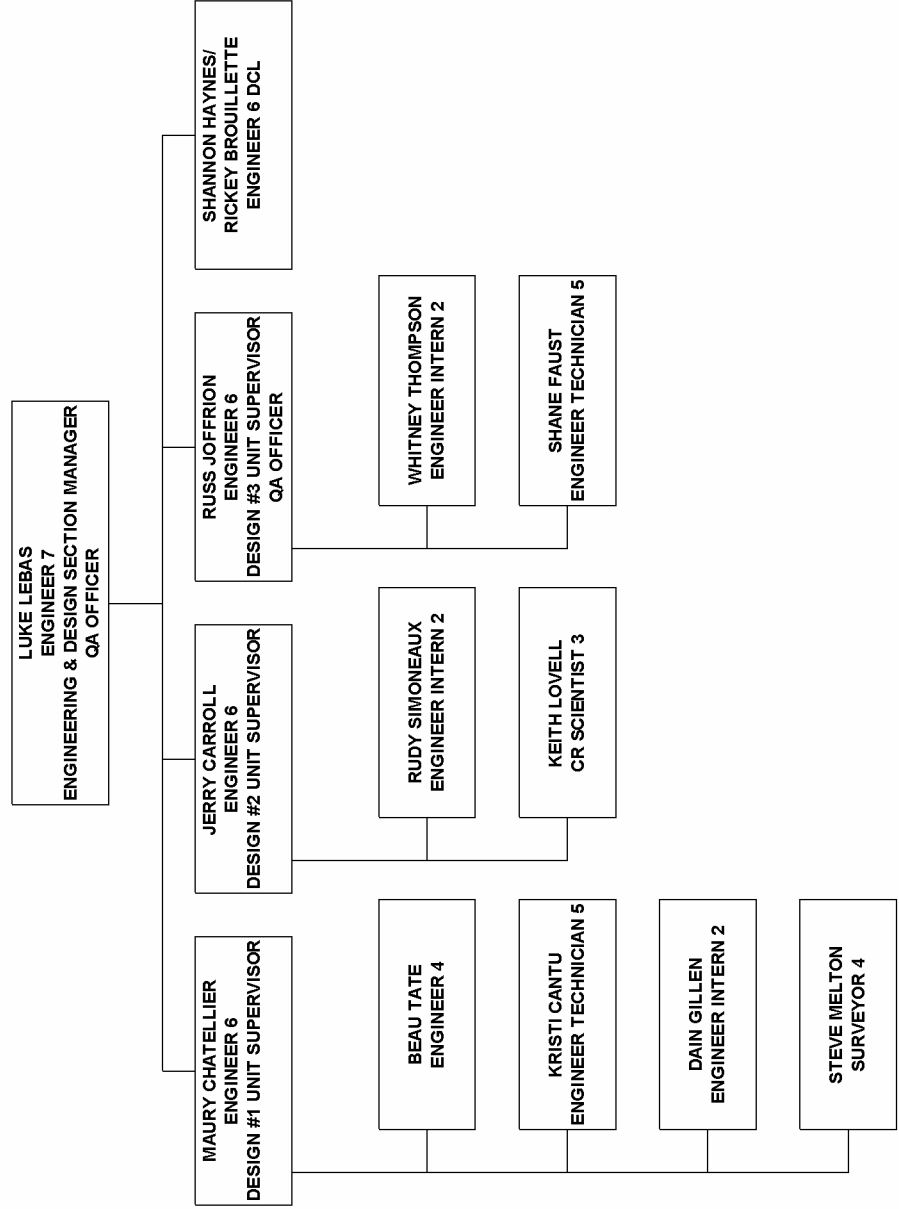 LUKE LEBAS
ENGINEER 7
ENGINEERING & DESIGN SECTION MANAGER
QA OFFICER
MAURY CHATELLIER
ENGINEER 6
DESIGN #1 UNIT SUPERVISOR
JERRY CARROLL
ENGINEER 6
DESIGN #2 UNIT SUPERVISOR
RUSS JOFFRION
ENGINEER 6
DESIGN #3 UNIT SUPERVISOR
QA OFFICER
SHANNON HAYNES/
RICKEY BROUILLETTE
ENGINEER 6 DCL
BEAU TATE
ENGINEER 4
KRISTI CANTU
ENGINEER TECHNICIAN 5
DAIN GILLEN
ENGINEER INTERN 2
STEVE MELTON
SURVEYOR 4
RUDY SIMONEAUX
ENGINEER INTERN 2
KEITH LOVELL
CR SCIENTIST 3
WHITNEY THOMPSON
ENGINEER INTERN 2
SHANE FAUST
ENGINEER TECHNICIAN 5